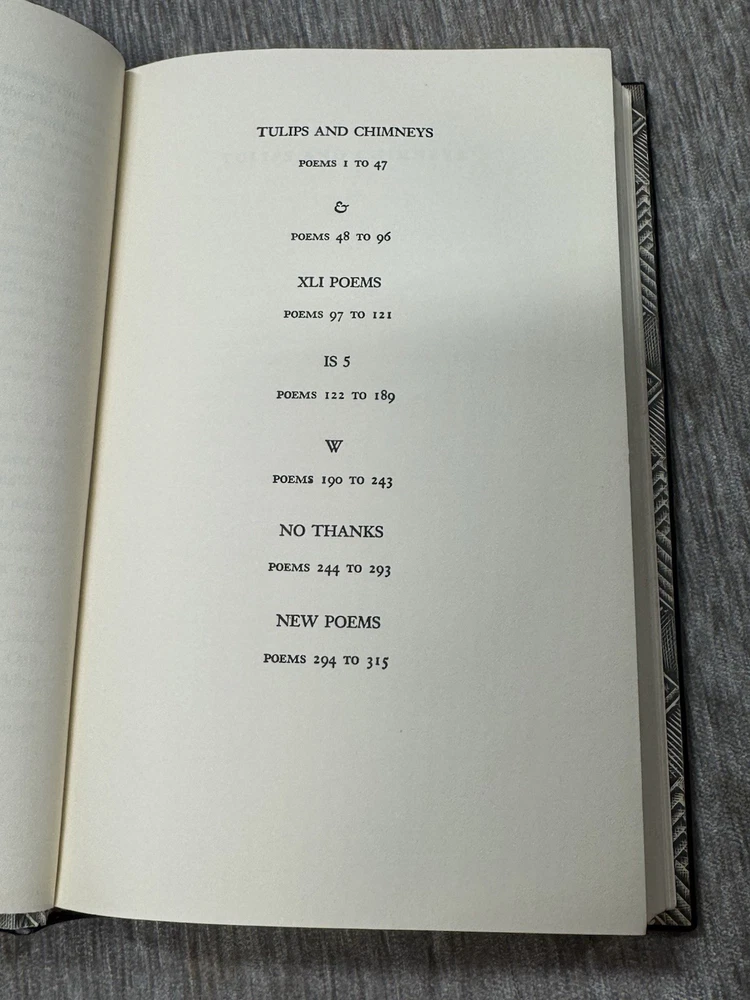 TULIPS AND CHIMNEYS
POEMS 1 TO 47
&
POEMS 48 TO 96
XLI POEMS
POEMS 97 TO 121
IS 5
POEMS 122 TO 189
W
POEMS 190 TO 243
NO THANKS
POEMS 244 TO 293
NEW POEMS
POEMS 294 TO 315